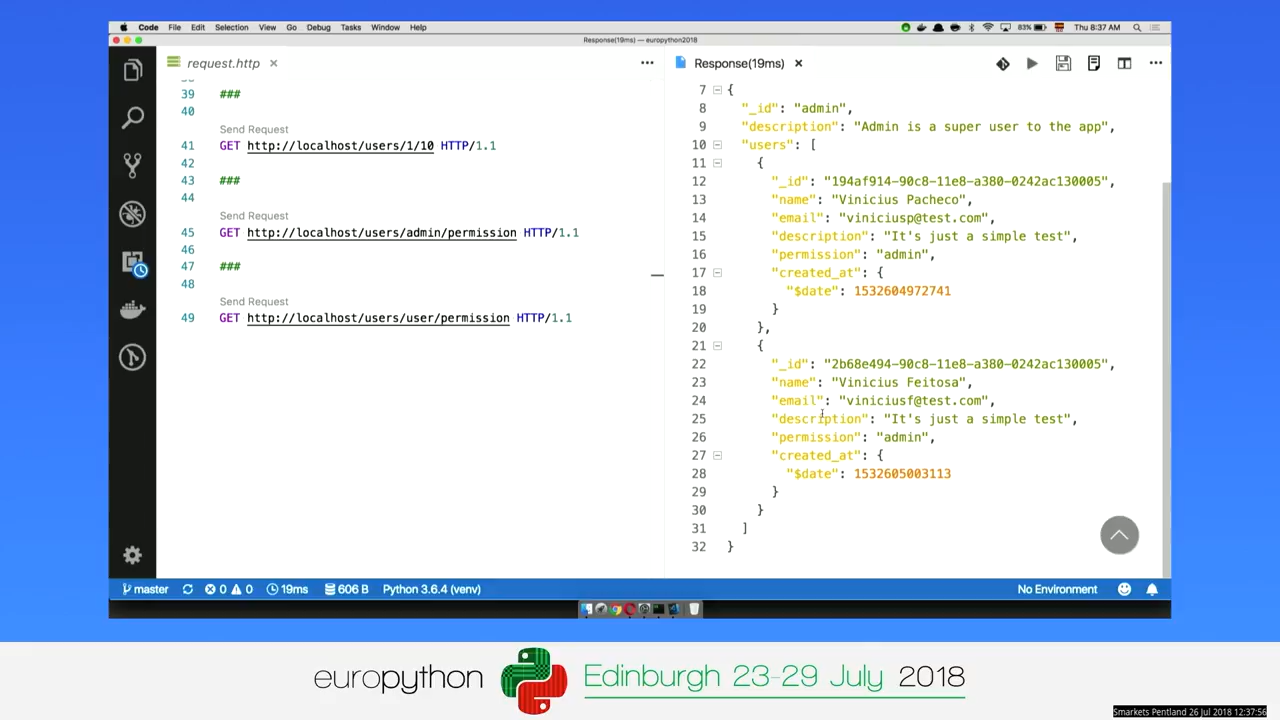 Code File Edit Selection View Go Debug Tasks Window Help
83%
Thu 8:37 AM
Response(19ms) — europython2018
request.http
Response(19ms)
39 ###
40
Send Request
41 GET http://localhost/users/1/10 HTTP/1.1
42
43 ###
44
Send Request
45 GET http://localhost/users/admin/permission HTTP/1.1
46
47 ###
48
Send Request
49 GET http://localhost/users/user/permission HTTP/1.1
7 {
8 "_id": "admin",
9 "description": "Admin is a super user to the app",
10 "users": [
11 {
12 "_id": "194af914-90c8-11e8-a380-0242ac130005",
13 "name": "Vinicius Pacheco",
14 "email": "viniciusp@test.com",
15 "description": "It's just a simple test",
16 "permission": "admin",
17 "created_at": {
18 "$date": 1532604972741
19 }
20 },
21 {
22 "_id": "2b68e494-90c8-11e8-a380-0242ac130005",
23 "name": "Vinicius Feitosa",
24 "email": "viniciusf@test.com",
25 "description": "It's just a simple test",
26 "permission": "admin",
27 "created_at": {
28 "$date": 1532605003113
29 }
30 }
31 ]
32 }
master 0 0 19ms 606 B Python 3.6.4 (venv)
No Environment
europython Edinburgh 23-29 July 2018
Smarkets Pentland 26 Jul 2018 12:37:56